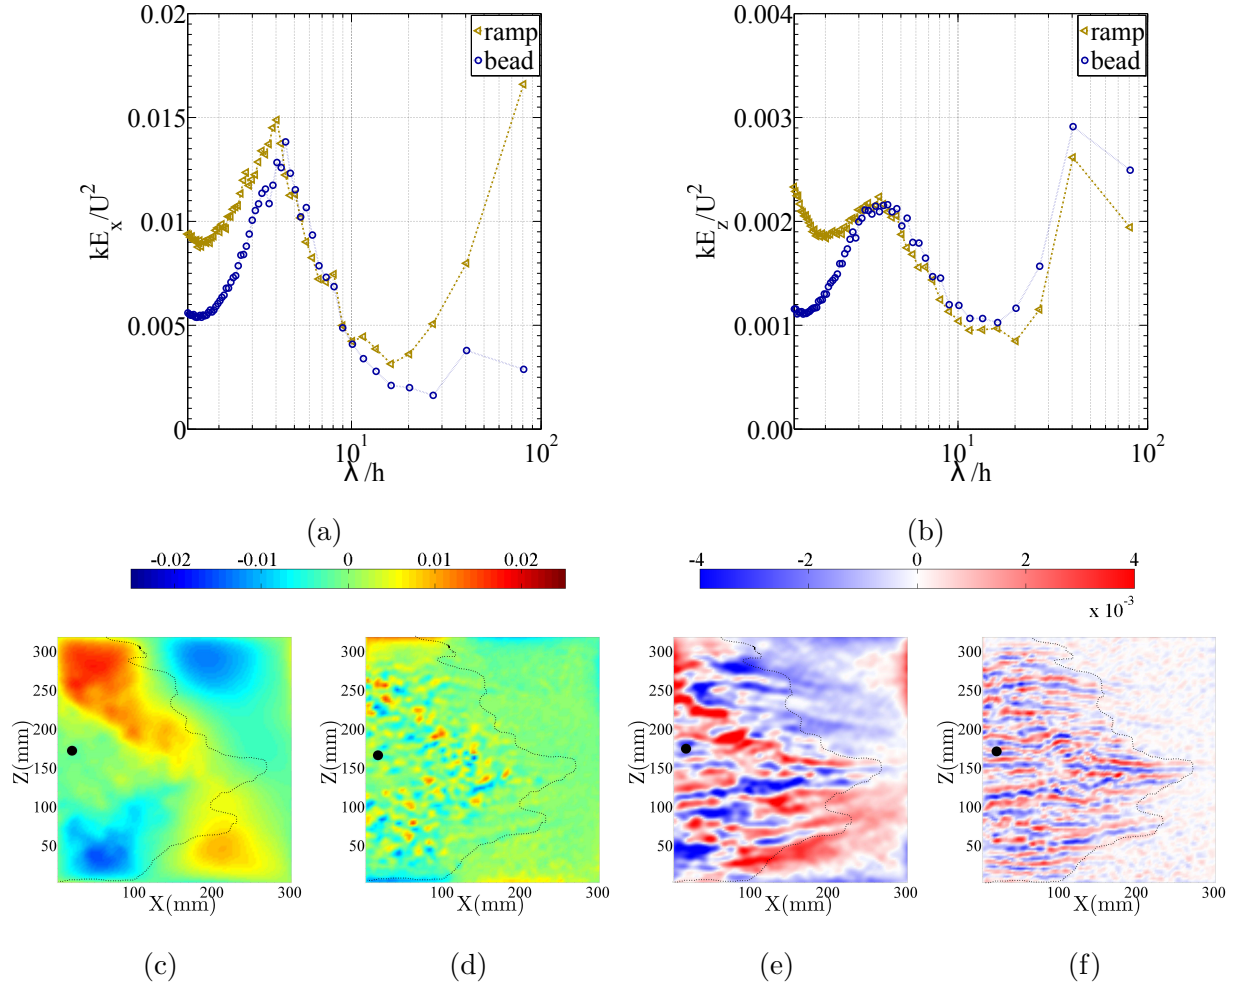 0.02
0.015
0.01
0.005
0
kE_x/U^2
ramp
bead
10^1
10^2
λ/h
(a)
0.004
0.003
0.002
0.001
0.00
kE_z/U^2
ramp
bead
10^1
10^2
λ/h
(b)
-0.02 -0.01 0 0.01 0.02
-4 -2 0 2 4
x 10^-3
300
250
200
150
100
50
Z(mm)
100 200 300
X(mm)
(c)
300
250
200
150
100
50
Z(mm)
100 200 300
X(mm)
(d)
300
250
200
150
100
50
Z(mm)
100 200 300
X(mm)
(e)
300
250
200
150
100
50
Z(mm)
100 200 300
X(mm)
(f)